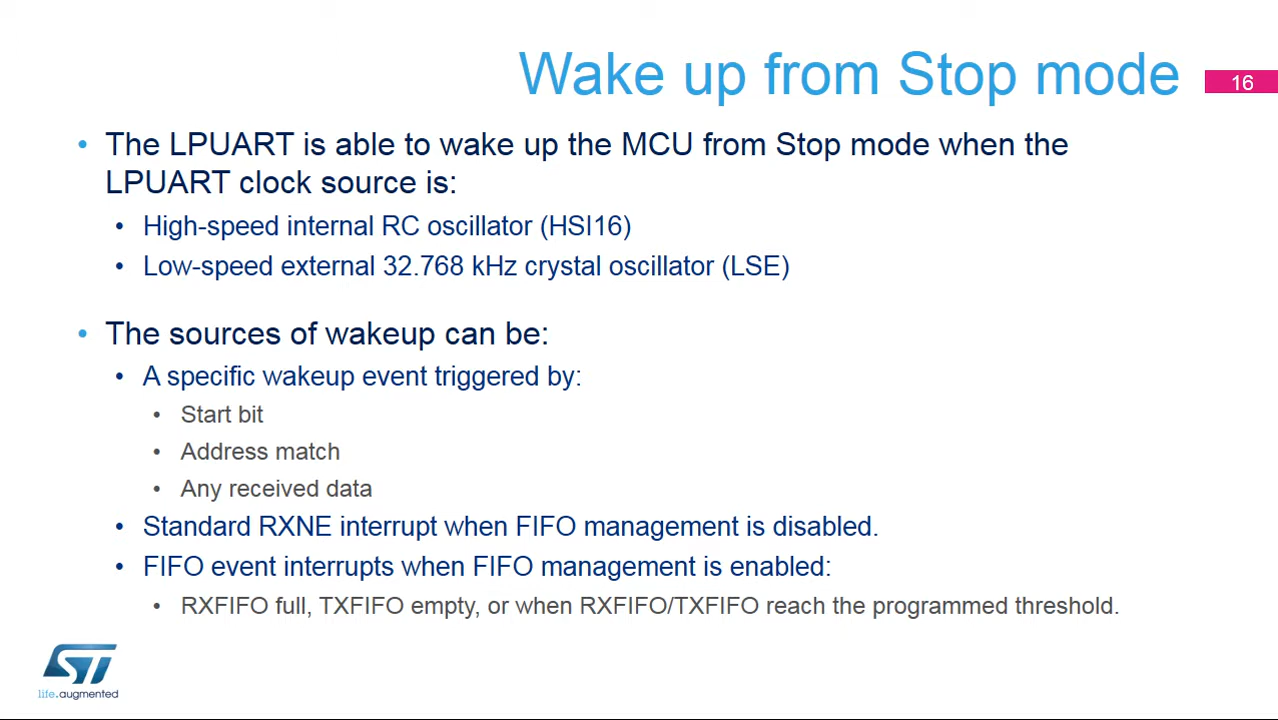 Wake up from Stop mode
16
• The LPUART is able to wake up the MCU from Stop mode when the
LPUART clock source is:
• High-speed internal RC oscillator (HSI16)
• Low-speed external 32.768 kHz crystal oscillator (LSE)
• The sources of wakeup can be:
• A specific wakeup event triggered by:
• Start bit
• Address match
• Any received data
• Standard RXNE interrupt when FIFO management is disabled.
• FIFO event interrupts when FIFO management is enabled:
• RXFIFO full, TXFIFO empty, or when RXFIFO/TXFIFO reach the programmed threshold.
ST
life.augmented